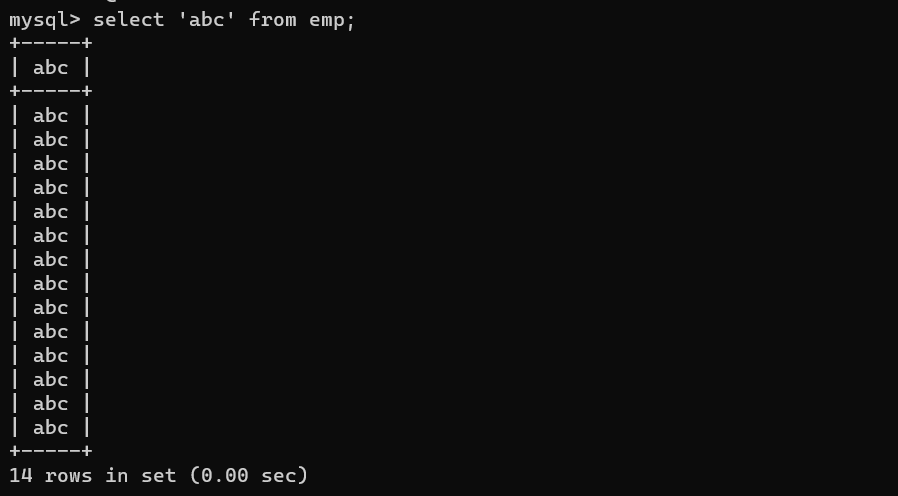 mysql> select 'abc' from emp;
+-----+
| abc |
+-----+
| abc |
| abc |
| abc |
| abc |
| abc |
| abc |
| abc |
| abc |
| abc |
| abc |
| abc |
| abc |
| abc |
| abc |
+-----+
14 rows in set (0.00 sec)